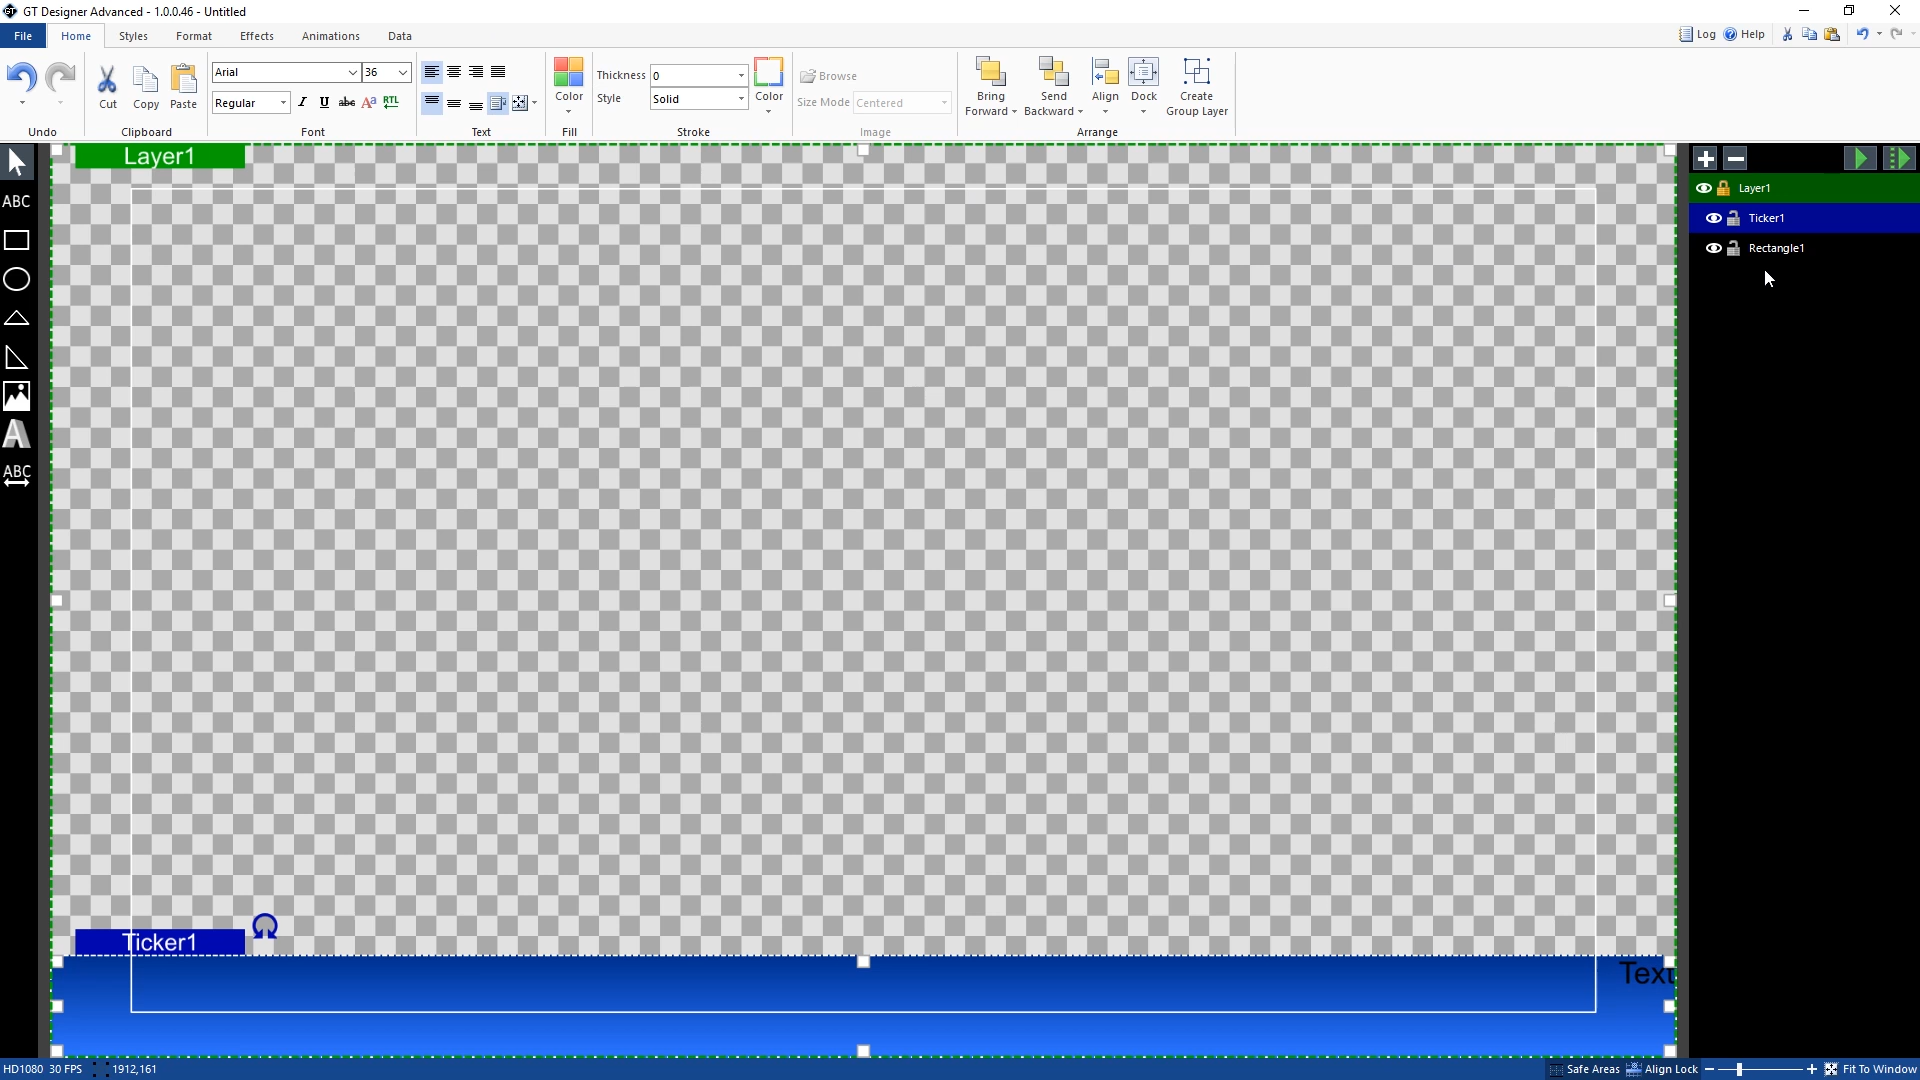 GT Designer Advanced - 1.0.0.46 - Untitled
File Home Styles Format Effects Animations Data Log Help
Arial 36 Thickness 0 Browse
Cut Copy Paste Regular I U abc Aa RTL Color Style Solid Color Size Mode Centered Bring Forward Send Backward Align Dock Create Group Layer
Undo Clipboard Font Text Fill Stroke Image Arrange
Layer1
ABC
A
ABC
Layer1
Ticker1
Rectangle1
Ticker1
Text
HD1080 30 FPS 1912,161 Safe Areas Align Lock Fit To Window